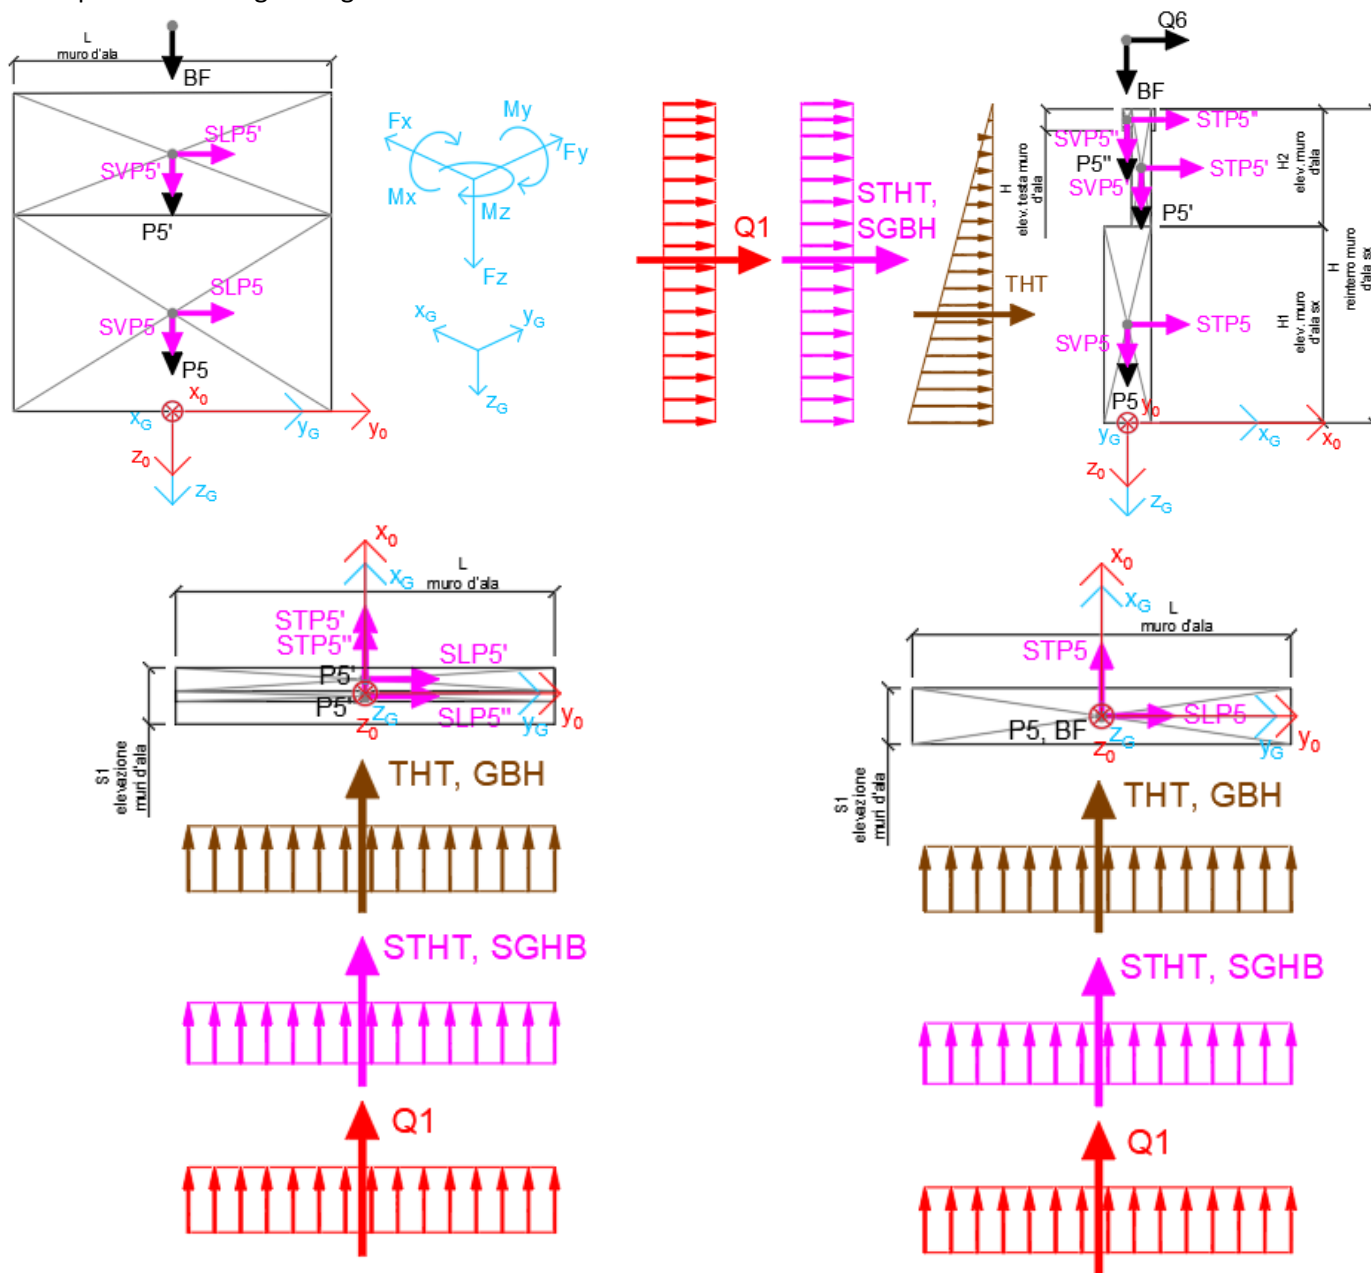 L
muro d'ala
BF
SLP5'
SVP5'
P5'
SLP5
SVP5
P5
x0
xG
yG
y0
z0
zG
Fx
My
Fy
Mx
Mz
Fz
xG
yG
zG
Q1
STHT,
SGBH
THT
Q6
BF
STP5''
SVP5''
P5''
STP5'
SVP5
P5'
STP5
SVP5
P5
H
elev. testa muro
d'ala
H2
elev. muro
d'ala
H1
elev. muro
d'ala sx
H
reinterro muro
d'ala sx
y0
yG
xG
x0
z0
zG
x0
xG
L
muro d'ala
STP5'
STP5''
SLP5'
P5'
P5'
SLP5''
zG
z0
yG
y0
S1
elevazione
muri d'ala
THT, GBH
STHT, SGHB
Q1
x0
xG
L
muro d'ala
STP5
SLP5
P5, BF
zG
z0
yG
y0
S1
elevazione
muri d'ala
THT, GBH
STHT, SGHB
Q1